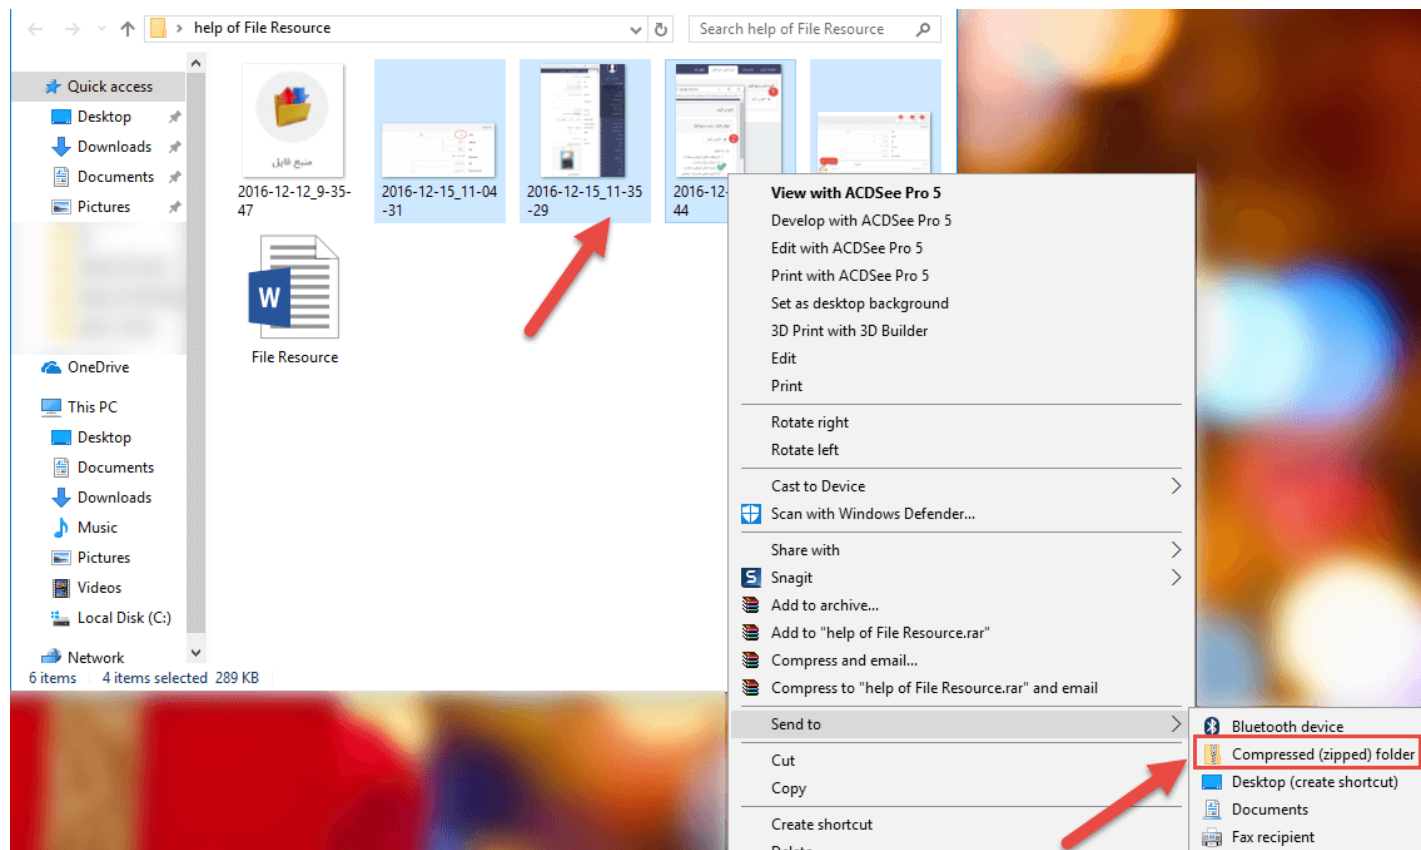 help of File Resource
Search help of File Resource
Quick access
Desktop
Downloads
Documents
Pictures
OneDrive
This PC
Desktop
Documents
Downloads
Music
Pictures
Videos
Local Disk (C:)
Network
منبع فایل
2016-12-12_9-35-
47
2016-12-15_11-04
-31
2016-12-15_11-35
-29
2016-12-
44
W
File Resource
6 items 4 items selected 289 KB
View with ACDSee Pro 5
Develop with ACDSee Pro 5
Edit with ACDSee Pro 5
Print with ACDSee Pro 5
Set as desktop background
3D Print with 3D Builder
Edit
Print
Rotate right
Rotate left
Cast to Device
Scan with Windows Defender...
Share with
S Snagit
Add to archive...
Add to "help of File Resource.rar"
Compress and email...
Compress to "help of File Resource.rar" and email
Send to
Cut
Copy
Create shortcut
Delete
Bluetooth device
Compressed (zipped) folder
Desktop (create shortcut)
Documents
Fax recipient